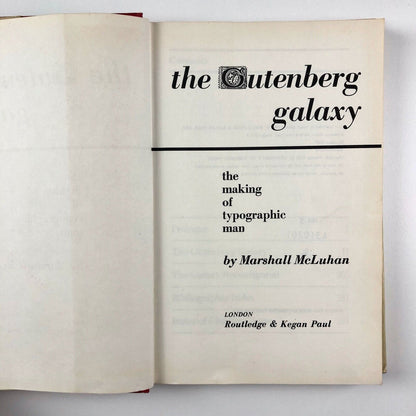 the Gutenberg
galaxy
the
making
of
typographic
man
by Marshall McLuhan
LONDON
Routledge & Kegan Paul